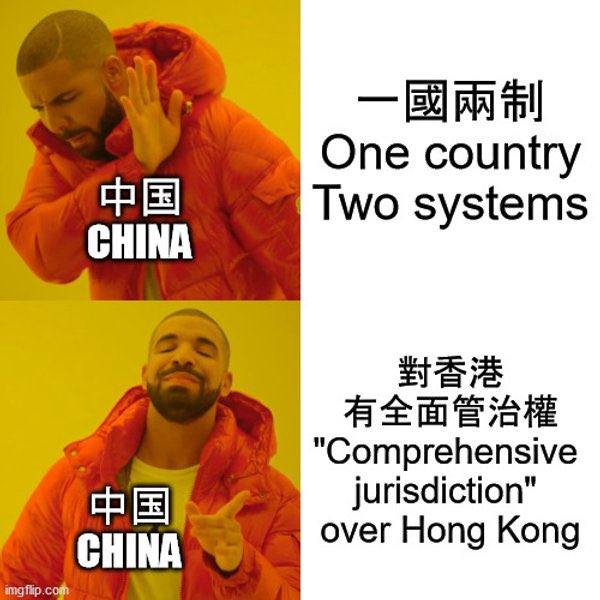 中国
CHINA
一國兩制
One country
Two systems
中国
CHINA
對香港
有全面管治權
"Comprehensive
jurisdiction"
over Hong Kong
imgflip.com